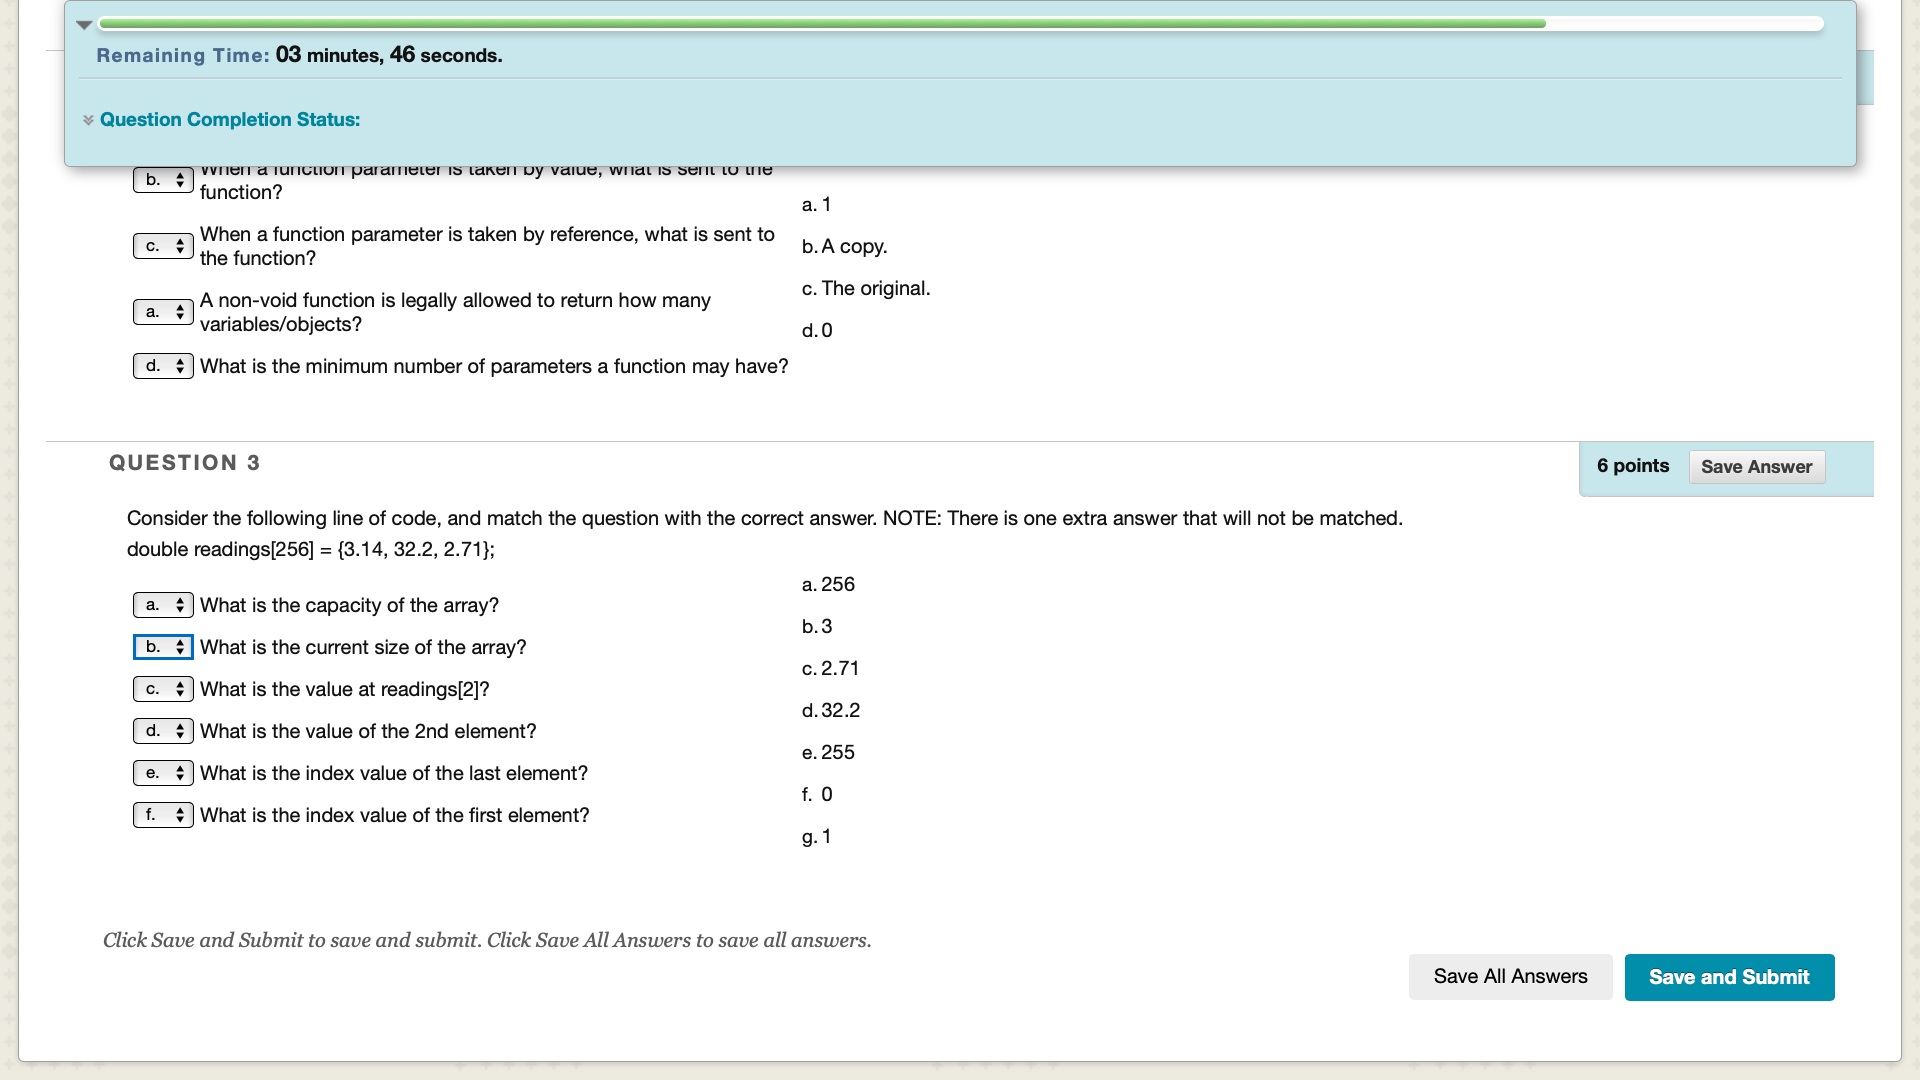 Remaining Time: 03 minutes, 46 seconds.
Question Completion Status:
b. When a function parameter is taken by value, what is sent to the
function?
a. 1
c. When a function parameter is taken by reference, what is sent to
the function?
b. A copy.
c. The original.
a. A non-void function is legally allowed to return how many
variables/objects?
d. 0
d. What is the minimum number of parameters a function may have?
QUESTION 3
6 points Save Answer
Consider the following line of code, and match the question with the correct answer. NOTE: There is one extra answer that will not be matched.
double readings[256] = {3.14, 32.2, 2.71};
a. What is the capacity of the array?
b. What is the current size of the array?
c. What is the value at readings[2]?
d. What is the value of the 2nd element?
e. What is the index value of the last element?
f. What is the index value of the first element?
a. 256
b. 3
c. 2.71
d. 32.2
e. 255
f. 0
g. 1
Click Save and Submit to save and submit. Click Save All Answers to save all answers.
Save All Answers Save and Submit